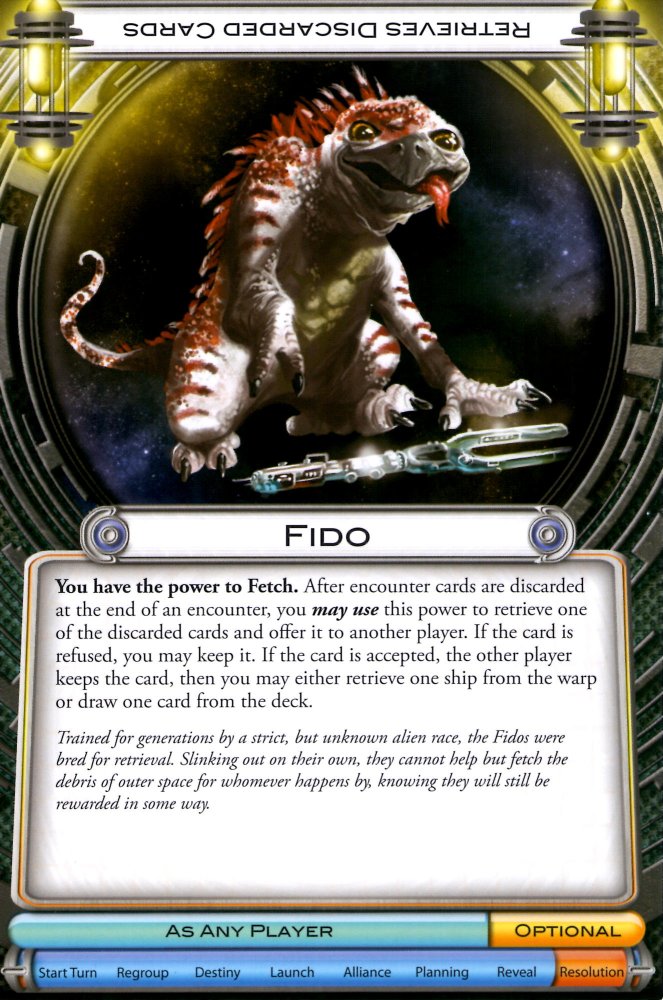 Retrieves Discarded Cards
Fido
You have the power to Fetch. After encounter cards are discarded
at the end of an encounter, you may use this power to retrieve one
of the discarded cards and offer it to another player. If the card is
refused, you may keep it. If the card is accepted, the other player
keeps the card, then you may either retrieve one ship from the warp
or draw one card from the deck.
Trained for generations by a strict, but unknown alien race, the Fidos were
bred for retrieval. Slinking out on their own, they cannot help but fetch the
debris of outer space for whomever happens by, knowing they will still be
rewarded in some way.
As Any Player Optional
Start Turn Regroup Destiny Launch Alliance Planning Reveal Resolution